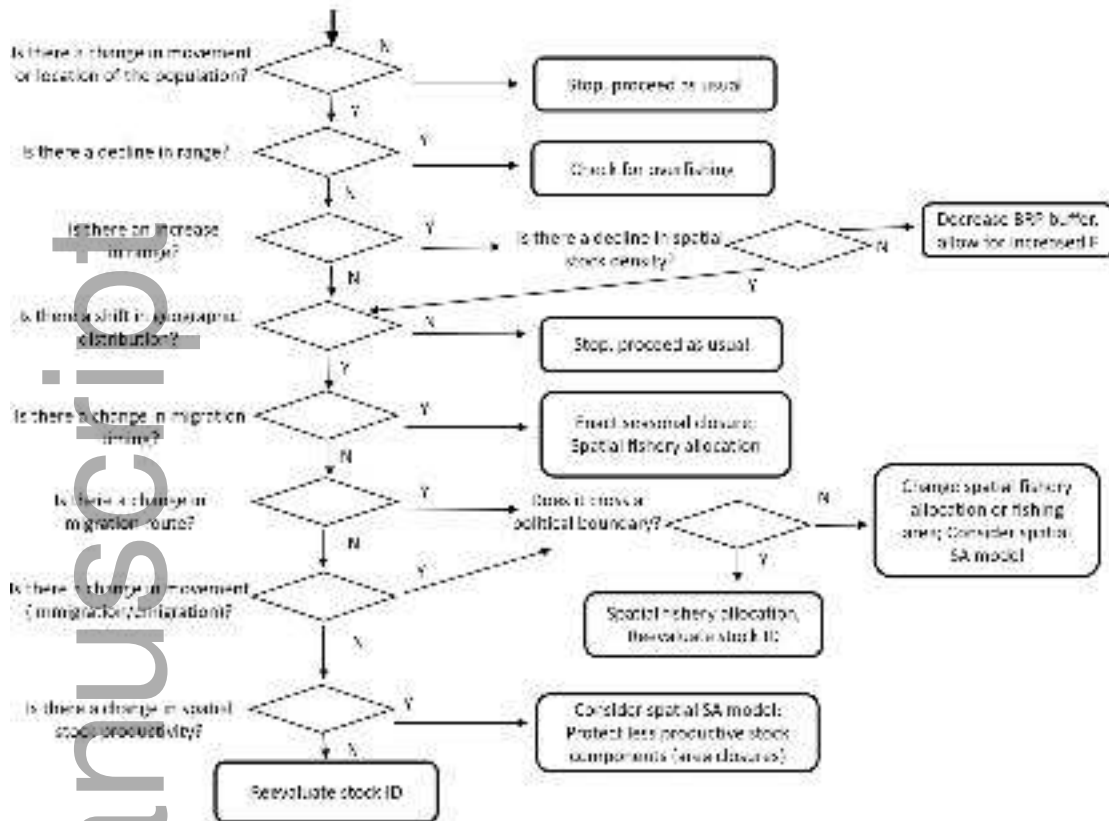 Is there a change in movement
or location of the population?
N
Stop, proceed as usual
Y
Is there a decline in range?
Y
Check for overfishing
N
Is there an increase
in range?
Y
Is there a decline in spatial
stock density?
N
Decrease BRP buffer,
allow for increased F
Y
N
Is there a shift in geographic
distribution?
N
Stop, proceed as usual
Y
Is there a change in migration
timing?
Y
Enact seasonal closure;
Spatial fishery allocation
N
Is there a change in
migration route?
Y
Does it cross a
political boundary?
N
Change spatial fishery
allocation or fishing
area; Consider spatial
SA model
N
Y
Is there a change in movement
(immigration/emigration)?
Y
Spatial fishery allocation,
Reevaluate stock ID
N
Is there a change in spatial
stock productivity?
Y
Consider spatial SA model;
Protect less productive stock
components (area closures)
N
Reevaluate stock ID
anuscript